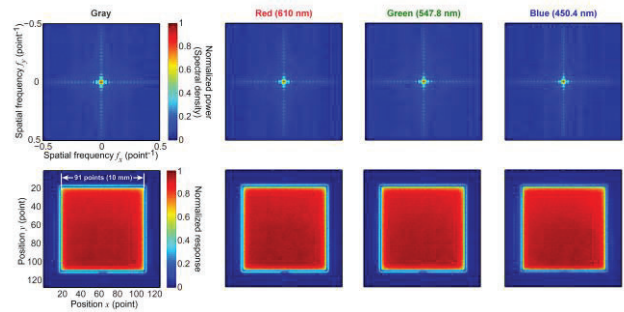 Gray
Red (610 nm)
Green (547.8 nm)
Blue (450.4 nm)
Spatial frequency fy (point-1)
-0.5
0
0.5
-0.5 0 0.5
Spatial frequency fx (point-1)
1
0.8
0.6
0.4
0.2
0
Normalized power
(Spectral density)
91 points (10 mm)
Position y (point)
20
40
60
80
100
120
20 40 60 80 100 120
Position x (point)
1
0.8
0.6
0.4
0.2
0
Normalized response